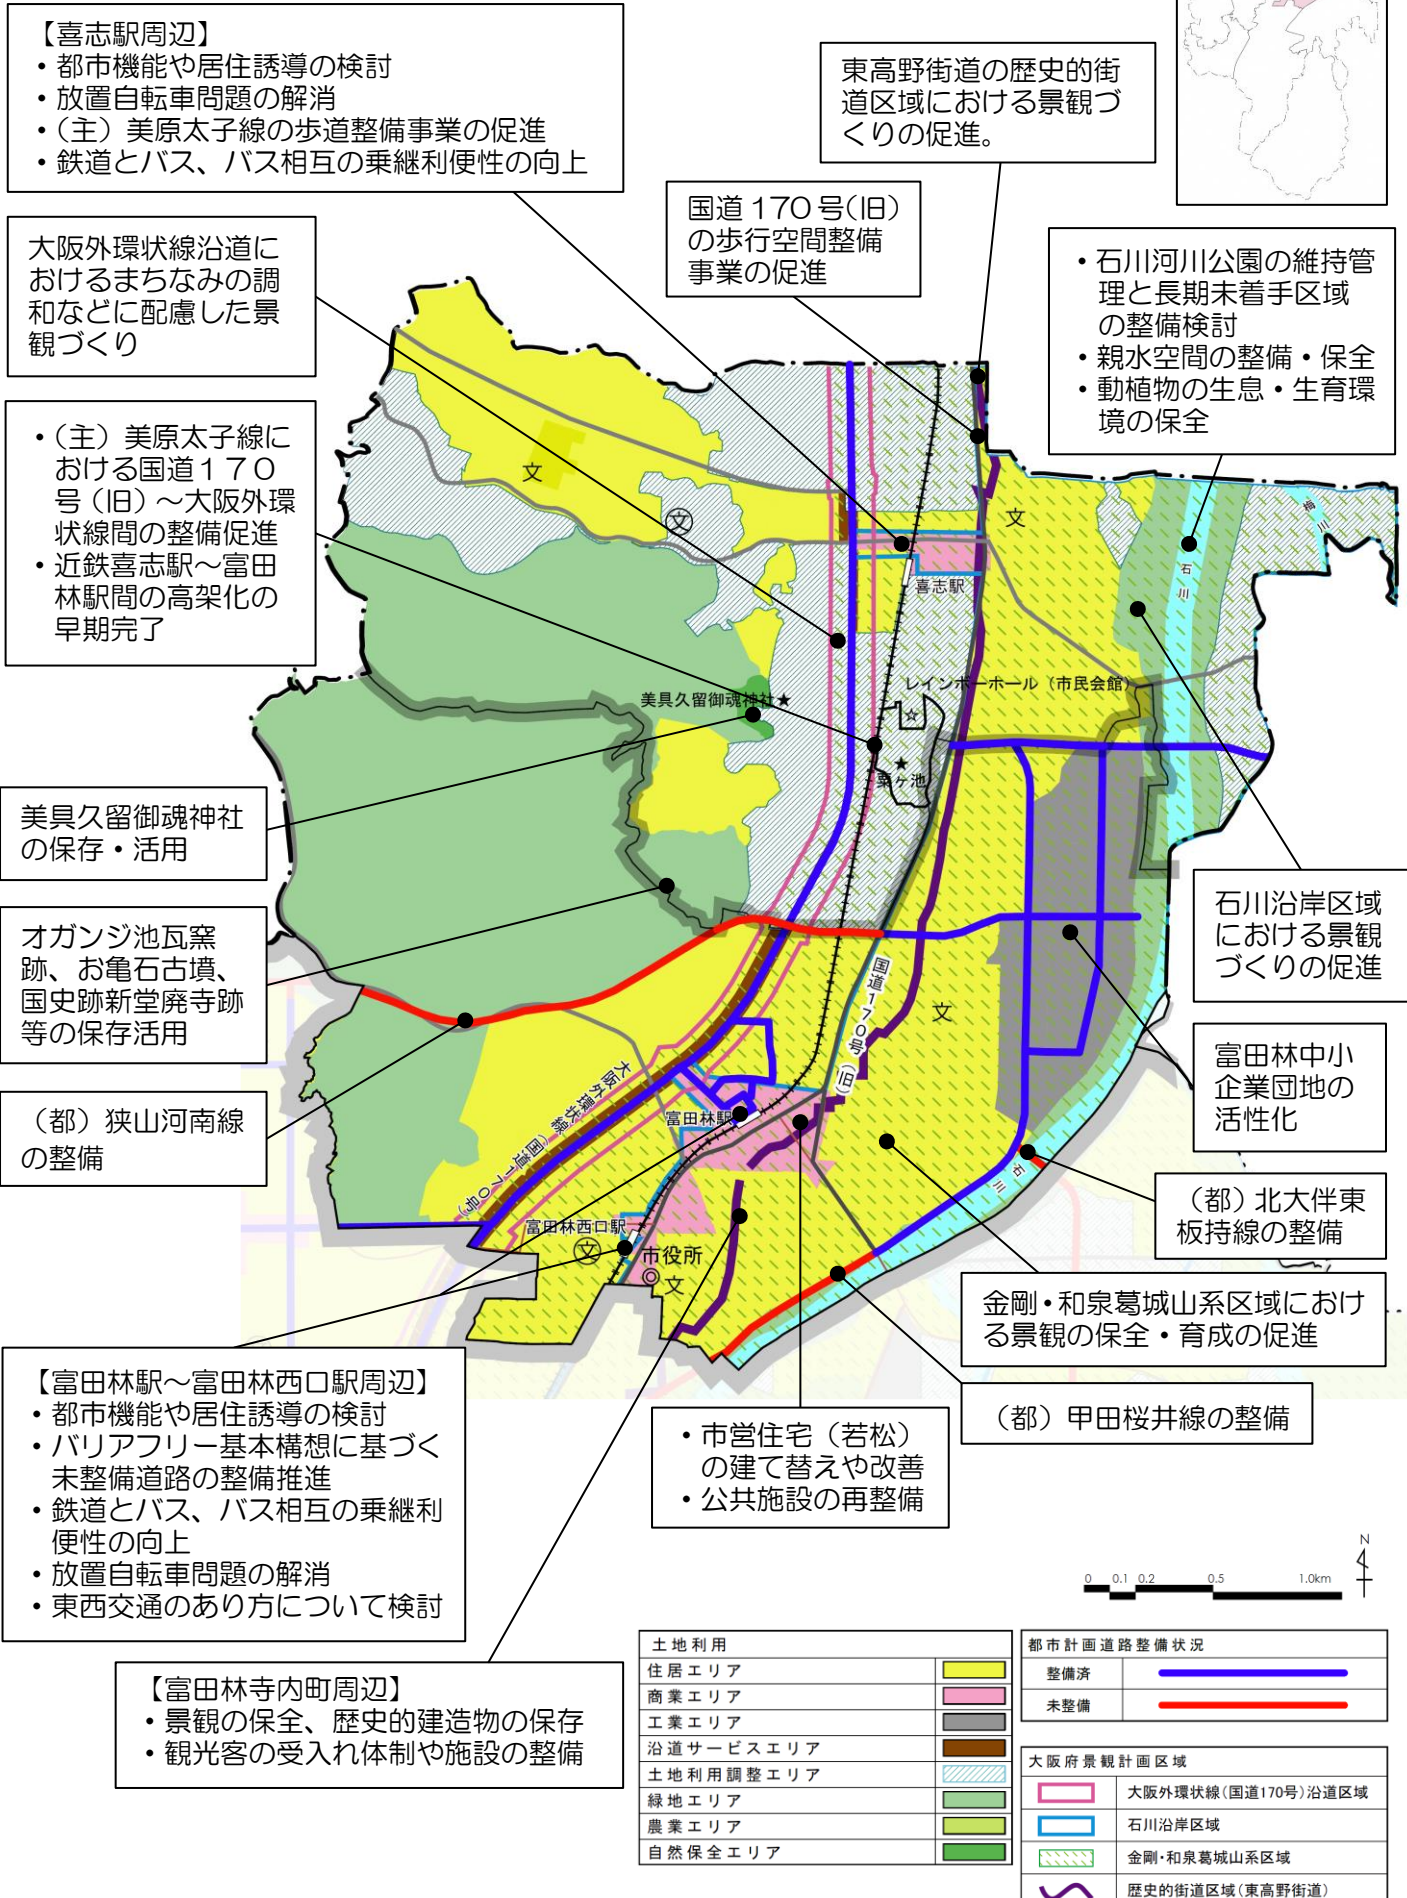 【喜志駅周辺】
・都市機能や居住誘導の検討
・放置自転車問題の解消
・（主）美原太子線の歩道整備事業の促進
・鉄道とバス、バス相互の乗継利便性の向上
東高野街道の歴史的街
道区域における景観づ
くりの促進。
国道170号（旧）
の歩行空間整備
事業の促進
大阪外環状線沿道に
おけるまちなみの調
和などに配慮した景
観づくり
・石川河川公園の維持管
理と長期未着手区域
の整備検討
・親水空間の整備・保全
・動植物の生息・生育環
境の保全
・（主）美原太子線に
おける国道１７０
号（旧）～大阪外環
状線間の整備促進
・近鉄喜志駅～富田
林駅間の高架化の
早期完了
文
文
文
梅川
石川
喜志駅
レインボーホール（市民会館）
☆
美具久留御魂神社★
★
粟ヶ池
美具久留御魂神社
の保存・活用
オガンジ池瓦窯
跡、お亀石古墳、
国史跡新堂廃寺跡
等の保存活用
（都）狭山河南線
の整備
石川沿岸区域
における景観
づくりの促進
富田林中小
企業団地の
活性化
（都）北大伴東
板持線の整備
金剛・和泉葛城山系区域におけ
る景観の保全・育成の促進
（都）甲田桜井線の整備
国道170号（旧）
文
大阪外環状線（国道170号）
富田林駅
石川
富田林西口駅
文
市役所
◎文
【富田林駅～富田林西口駅周辺】
・都市機能や居住誘導の検討
・バリアフリー基本構想に基づく
未整備道路の整備推進
・鉄道とバス、バス相互の乗継利
便性の向上
・放置自転車問題の解消
・東西交通のあり方について検討
・市営住宅（若松）
の建て替えや改善
・公共施設の再整備
【富田林寺内町周辺】
・景観の保全、歴史的建造物の保存
・観光客の受入れ体制や施設の整備
N
0 0.1 0.2 0.5 1.0km
土地利用
住居エリア
商業エリア
工業エリア
沿道サービスエリア
土地利用調整エリア
緑地エリア
農業エリア
自然保全エリア
都市計画道路整備状況
整備済
未整備
大阪府景観計画区域
大阪外環状線（国道170号）沿道区域
石川沿岸区域
金剛・和泉葛城山系区域
歴史的街道区域（東高野街道）